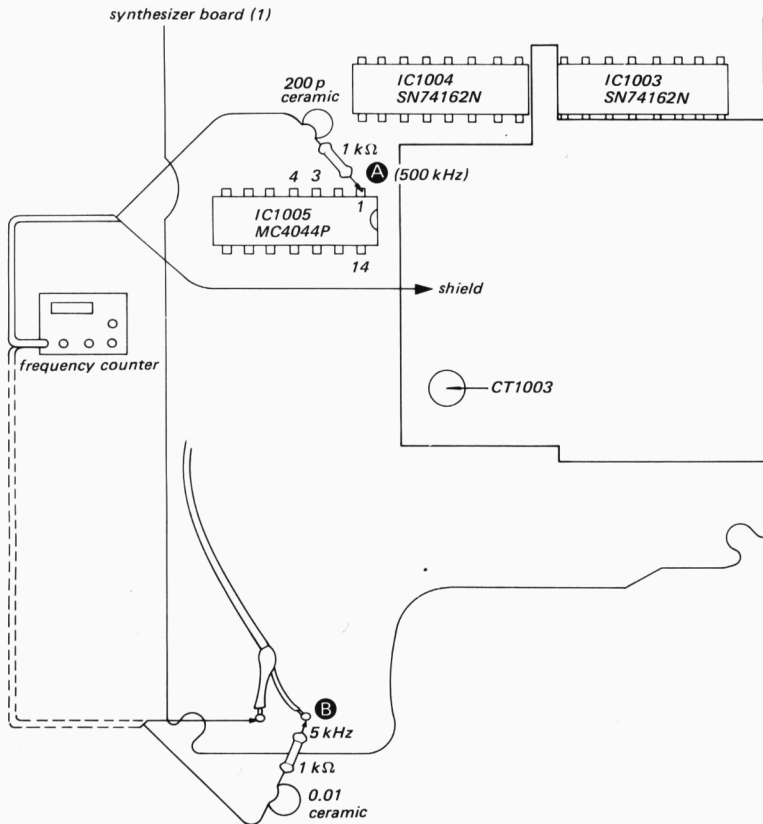 synthesizer board (1)
IC1004
SN74162N
IC1003
SN74162N
200 p
ceramic
1 kΩ
A (500 kHz)
4 3
1
IC1005
MC4044P
14
shield
frequency counter
CT1003
B
5 kHz
1 kΩ
0.01
ceramic